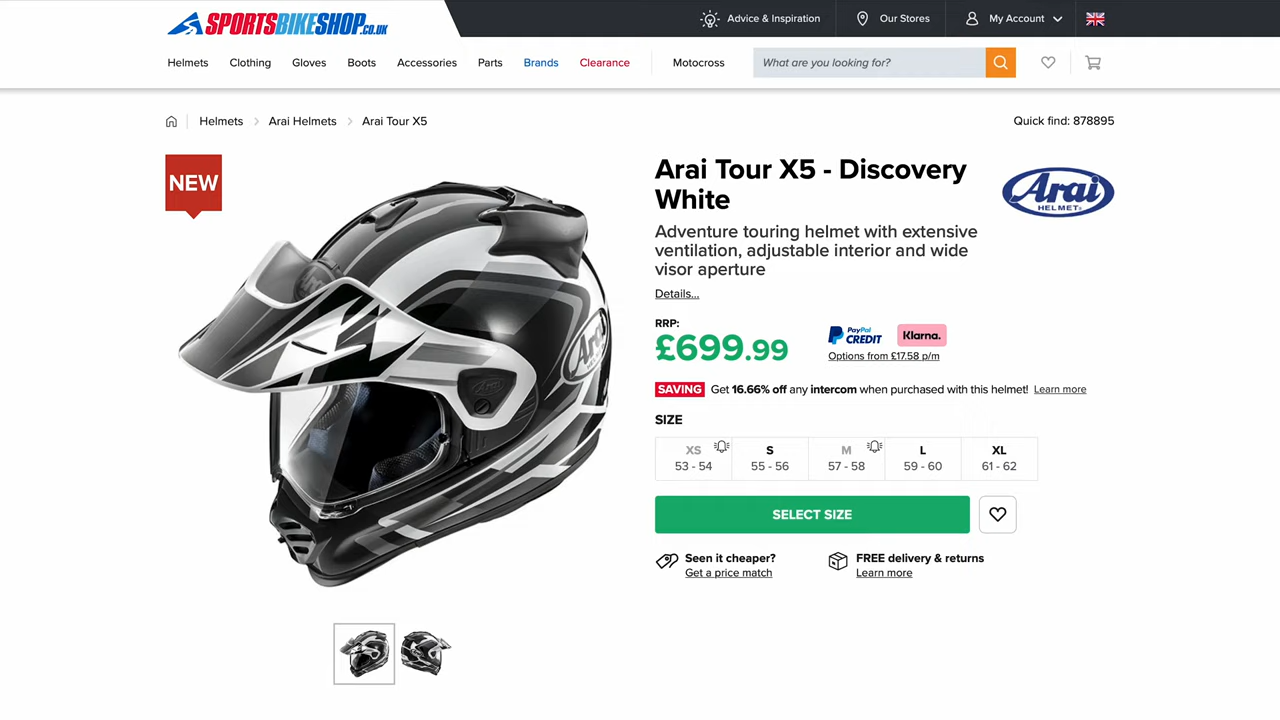 SPORTSBIKESHOP.CO.UK
Advice & Inspiration
Our Stores
My Account
Helmets
Clothing
Gloves
Boots
Accessories
Parts
Brands
Clearance
Motocross
What are you looking for?
Helmets
Arai Helmets
Arai Tour X5
Quick find: 878895
NEW
Arai
Arai
Arai Tour X5 - Discovery
White
Arai
HELMET
Adventure touring helmet with extensive
ventilation, adjustable interior and wide
visor aperture
Details...
RRP:
£699.99
PayPal
CREDIT
Klarna.
Options from £17.58 p/m
SAVING Get 16.66% off any intercom when purchased with this helmet! Learn more
SIZE
XS
53 - 54
S
55 - 56
M
57 - 58
L
59 - 60
XL
61 - 62
SELECT SIZE
Seen it cheaper?
Get a price match
FREE delivery & returns
Learn more